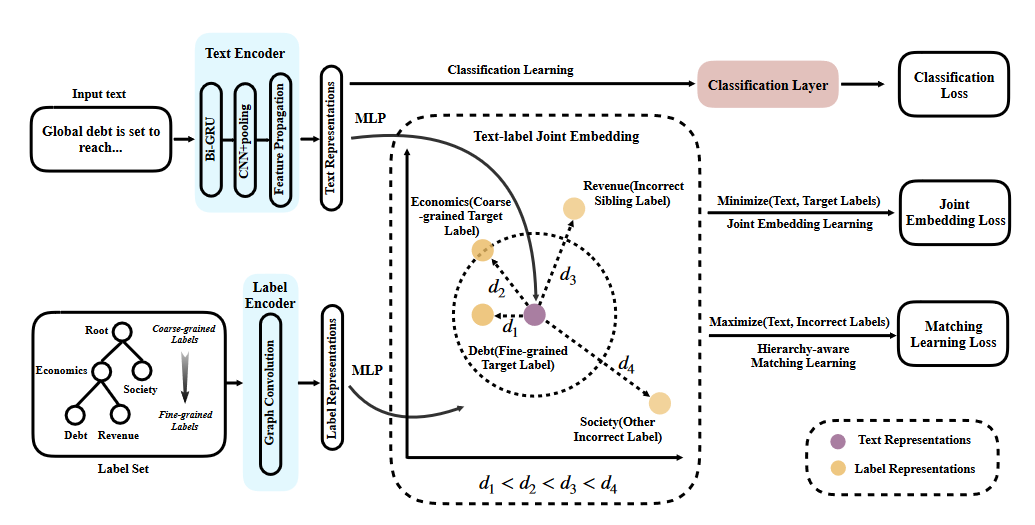 Text Encoder
Input text
Global debt is set to
reach...
Bi-GRU
CNN+pooling
Feature Propagation
Text Representations
Classification Learning
Classification Layer
Classification
Loss
MLP
Text-label Joint Embedding
Economics(Coarse
-grained Target
Label)
Revenue(Incorrect
Sibling Label)
d2
d3
d1
Debt(Fine-grained
Target Label)
d4
Society(Other
Incorrect Label)
d1 < d2 < d3 < d4
Minimize(Text, Target Labels)
Joint Embedding Learning
Joint
Embedding Loss
Maximize(Text, Incorrect Labels)
Hierarchy-aware
Matching Learning
Matching
Learning Loss
Label
Encoder
Graph Convolution
Label Representations
MLP
Root
Coarse-grained
Labels
Economics
Society
Fine-grained
Labels
Debt
Revenue
Label Set
Text Representations
Label Representations